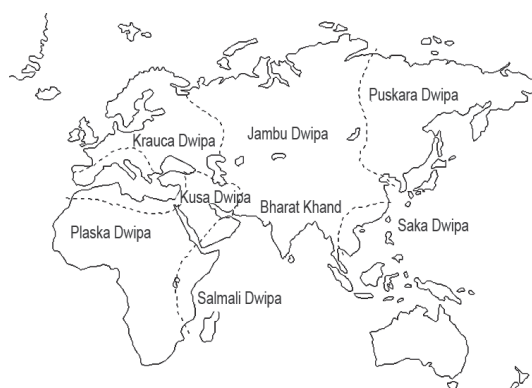 Puskara Dwipa
Jambu Dwipa
Krauca Dwipa
Kusa Dwipa
Bharat Khand
Saka Dwipa
Plaska Dwipa
Salmali Dwipa